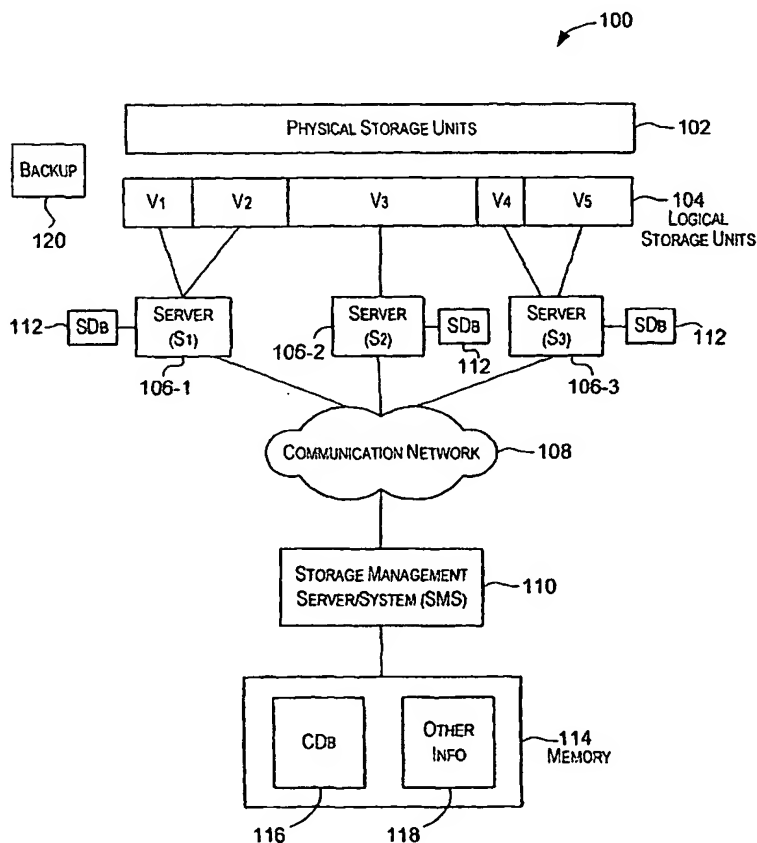 100
PHYSICAL STORAGE UNITS
102
BACKUP
120
V1
V2
V3
V4
V5
104
LOGICAL
STORAGE UNITS
112
SDB
SERVER
(S1)
106-1
106-2
SERVER
(S2)
SDB
112
SERVER
(S3)
106-3
SDB
112
COMMUNICATION NETWORK
108
STORAGE MANAGEMENT
SERVER/SYSTEM (SMS)
110
CDB
OTHER
INFO
114
MEMORY
116
118